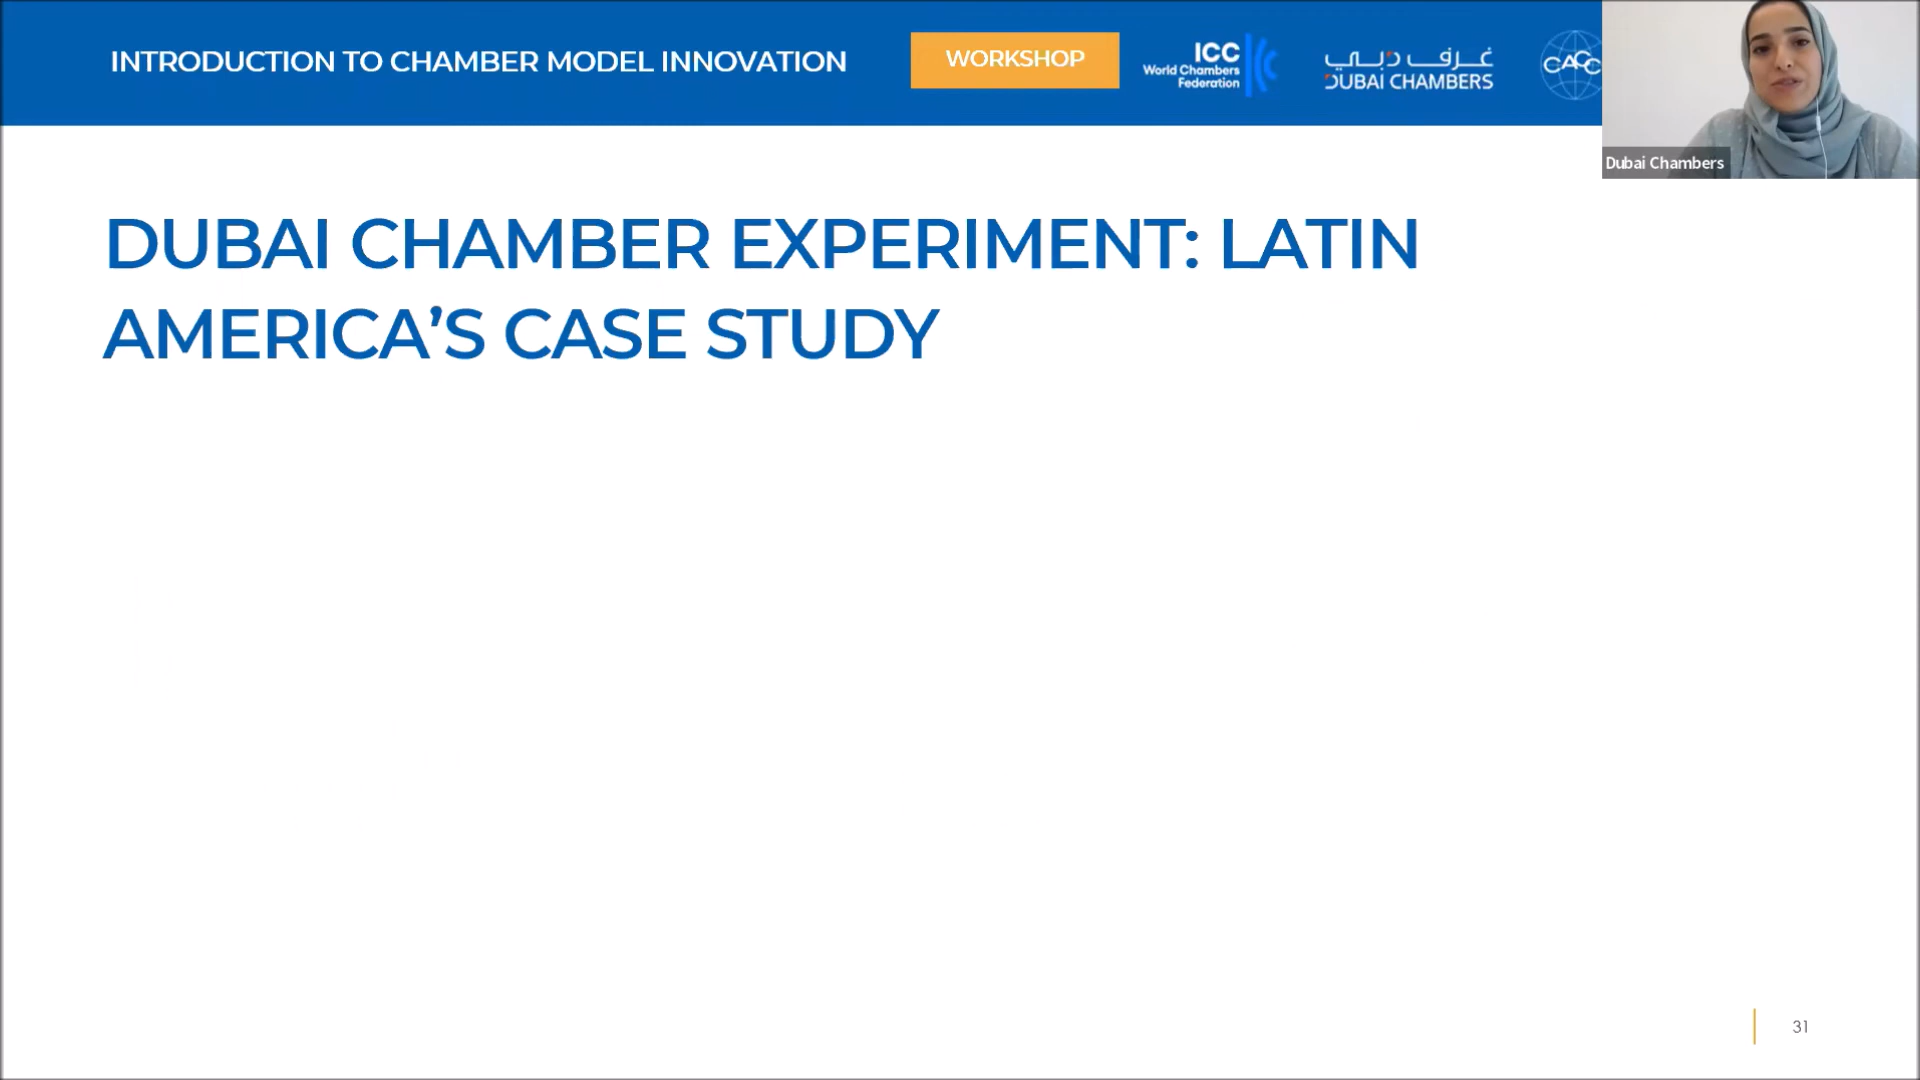 INTRODUCTION TO CHAMBER MODEL INNOVATION
WORKSHOP
ICC
World Chambers
Federation
غرف دبي
DUBAI CHAMBERS
CACC
Dubai Chambers
DUBAI CHAMBER EXPERIMENT: LATIN
AMERICA’S CASE STUDY
31